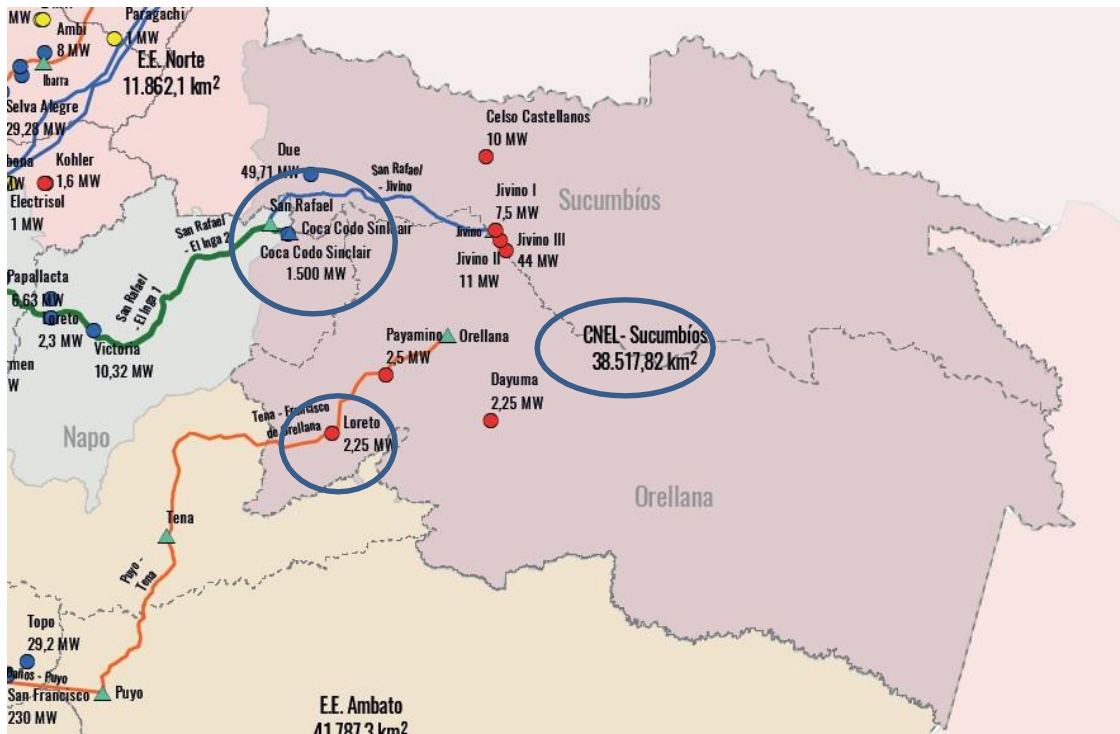 MW
Paragachi
1 MW
Ambi
8 MW
Ibarra
E.E. Norte
11.862,1 km²
Selva Alegre
29,28 MW
Kohler
1,6 MW
Electrisol
1 MW
Celso Castellanos
10 MW
Due
49,71 MW
San Rafael
- Jivino
Sucumbíos
Jivino I
7,5 MW
San Rafael
Jivino
Jivino III
44 MW
Jivino II
11 MW
Coca Codo Sinclair
Coca Codo Sinclair
1.500 MW
San Rafael
- El Inga 2
San Rafael
- El Inga 1
Papallacta
6,63 MW
Loreto
2,3 MW
Victoria
10,32 MW
Payamino
2,5 MW
Orellana
CNEL- Sucumbíos
38.517,82 km²
Dayuma
2,25 MW
Tena - Francisco
de Orellana
Loreto
2,25 MW
Napo
Orellana
Tena
Puyo -
Tena
Topo
29,2 MW
Baños - Puyo
San Francisco
230 MW
Puyo
E.E. Ambato
41.787,3 km²